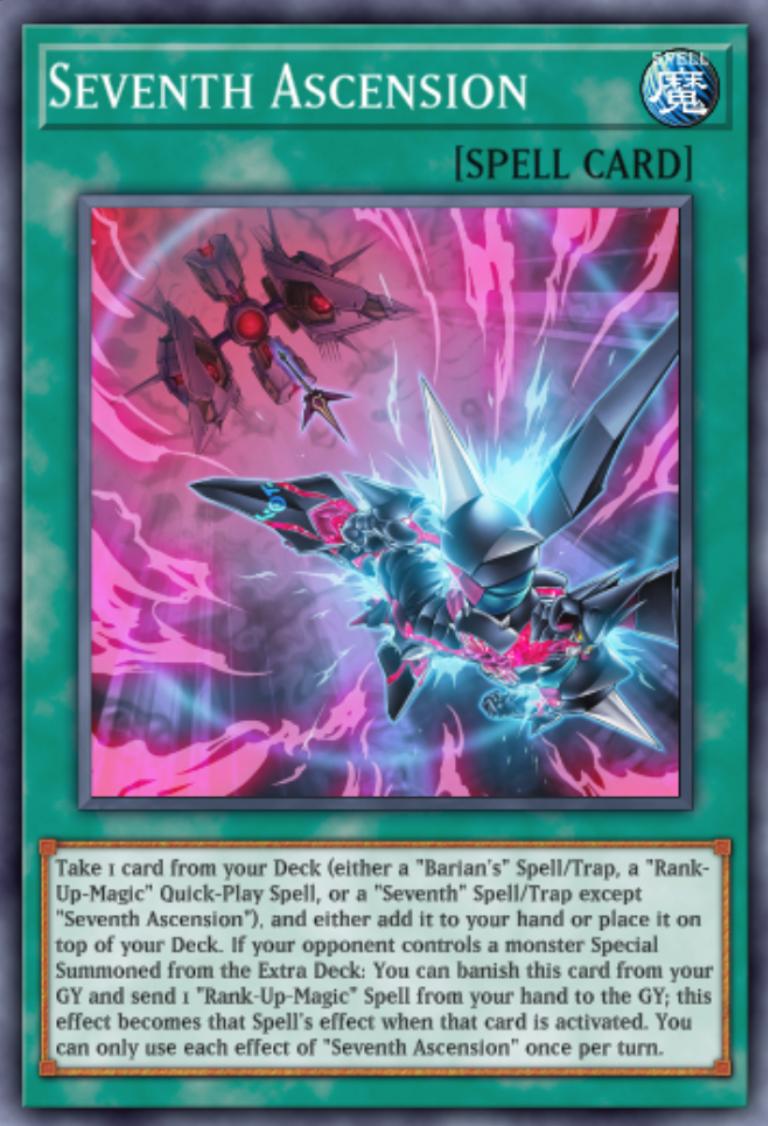 SEVENTH ASCENSION
SPELL
魔
[SPELL CARD]
Take 1 card from your Deck (either a "Barian's" Spell/Trap, a "Rank-
Up-Magic" Quick-Play Spell, or a "Seventh" Spell/Trap except
"Seventh Ascension"), and either add it to your hand or place it on
top of your Deck. If your opponent controls a monster Special
Summoned from the Extra Deck: You can banish this card from your
GY and send 1 "Rank-Up-Magic" Spell from your hand to the GY; this
effect becomes that Spell's effect when that card is activated. You
can only use each effect of "Seventh Ascension" once per turn.